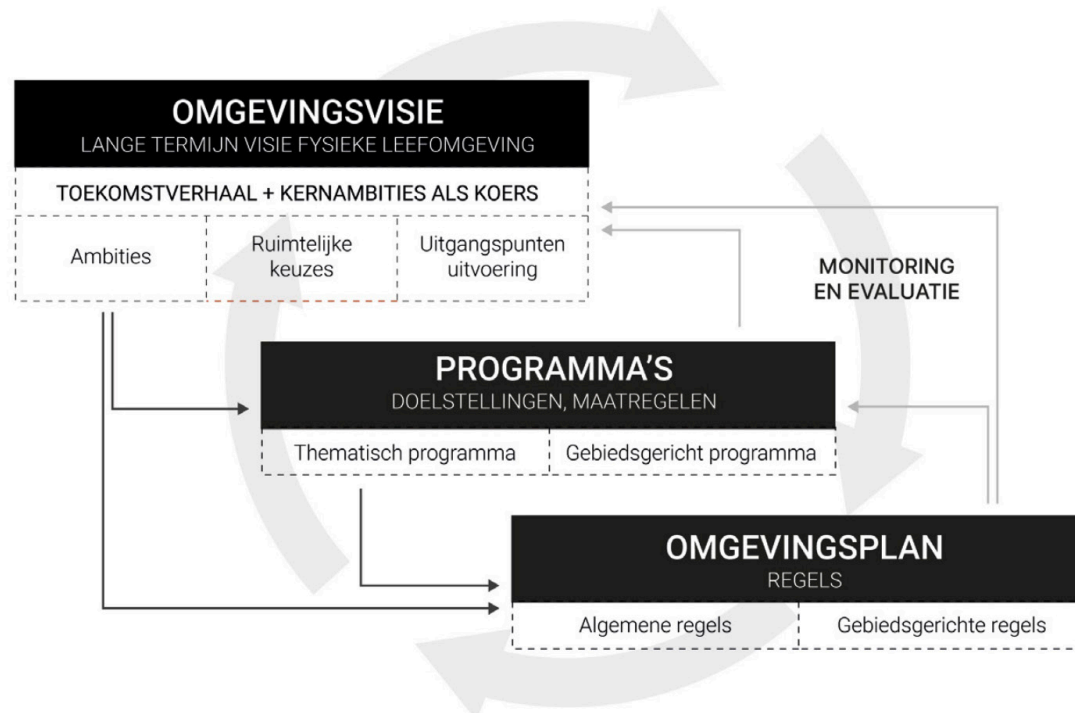 OMGEVINGSVISIE
LANGE TERMIJN VISIE FYSIEKE LEEFOMGEVING
TOEKOMSTVERHAAL + KERNAMBITIES ALS KOERS
Ambities
Ruimtelijke
keuzes
Uitgangspunten
uitvoering
MONITORING
EN EVALUATIE
PROGRAMMA'S
DOELSTELLINGEN, MAATREGELEN
Thematisch programma
Gebiedsgericht programma
OMGEVINGSPLAN
REGELS
Algemene regels
Gebiedsgerichte regels